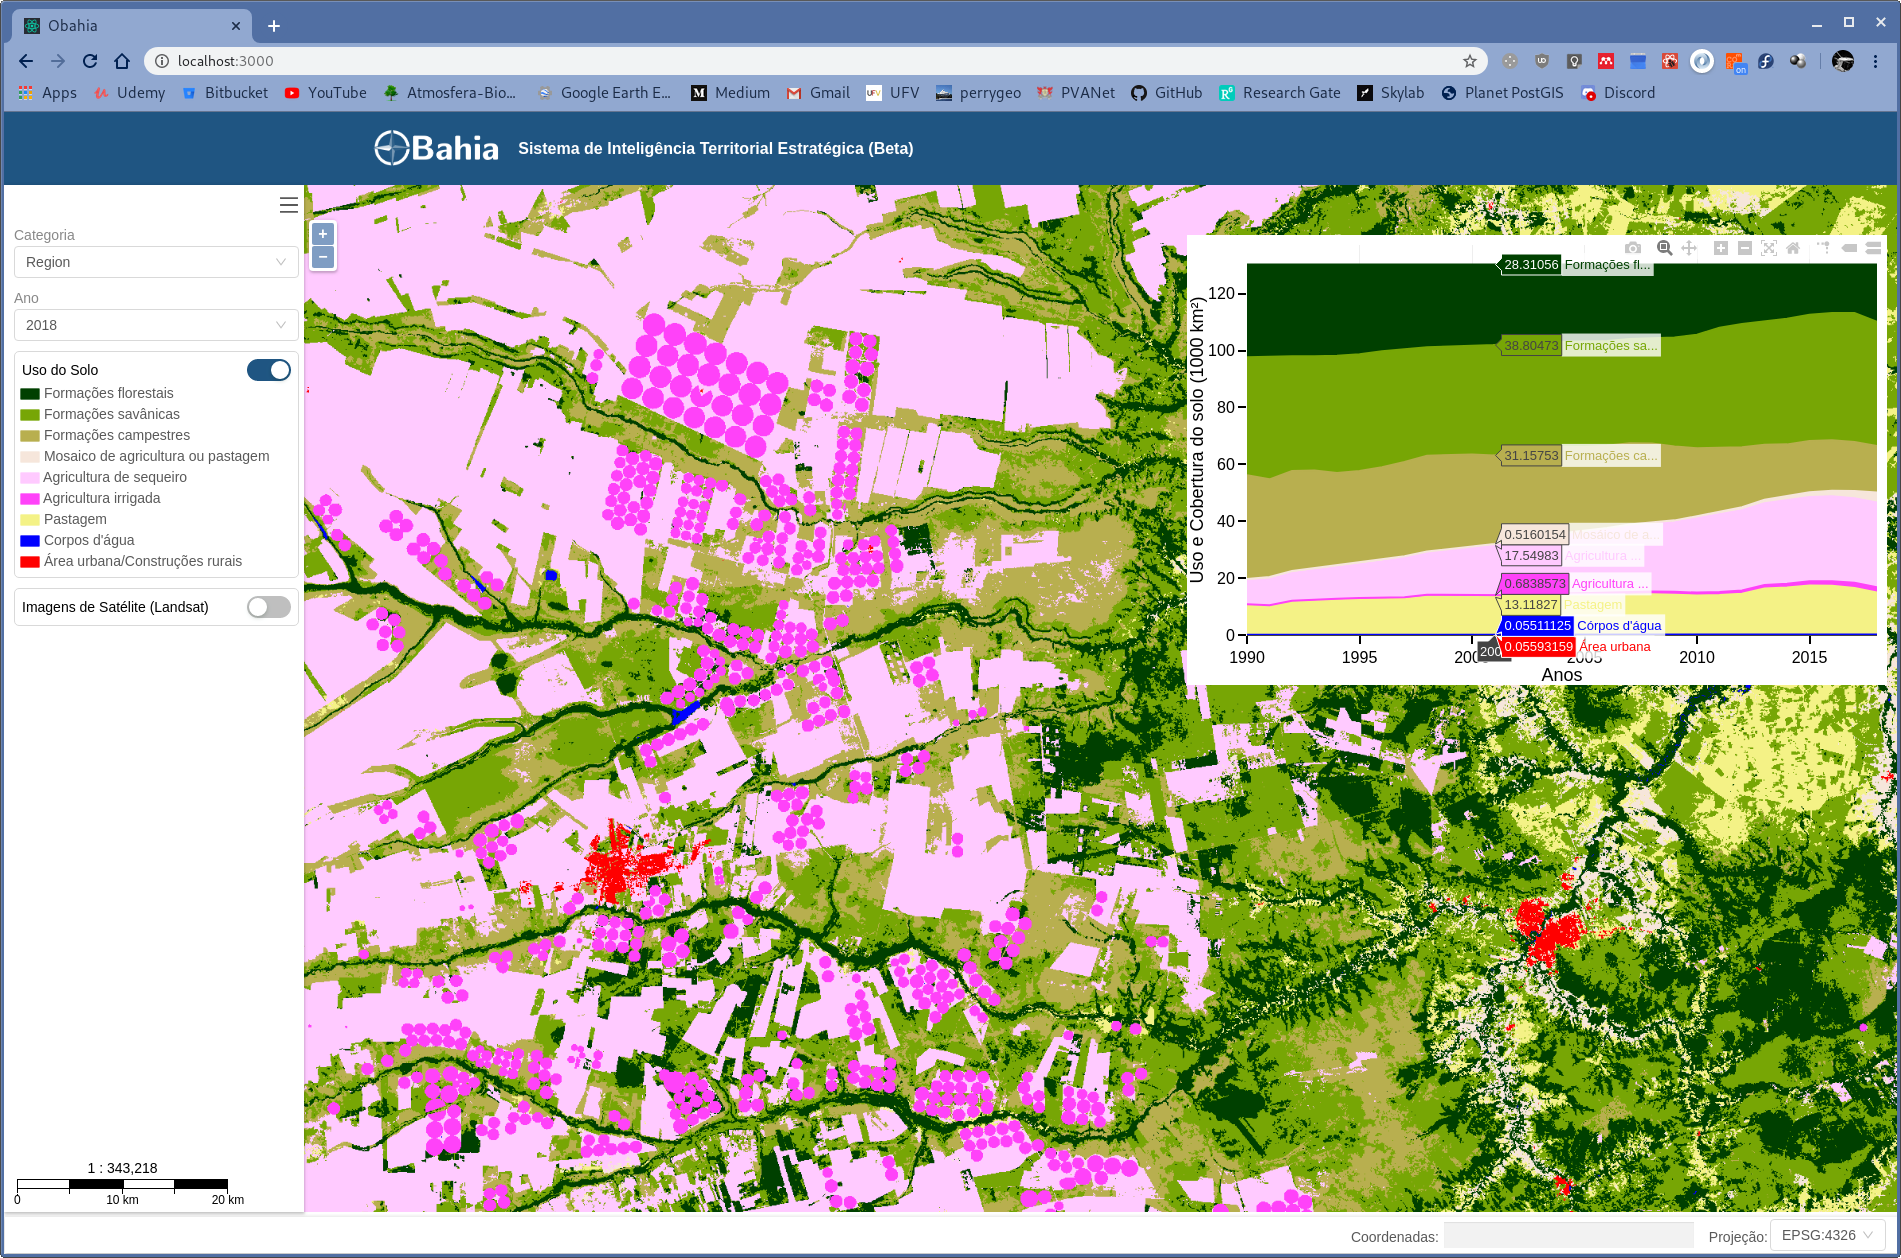 Obahia
localhost:3000
Apps Udemy Bitbucket YouTube Atmosfera-Bio... Google Earth E... Medium Gmail UFV perrygeo PVANet GitHub Research Gate Skylab Planet PostGIS Discord
Bahia Sistema de Inteligência Territorial Estratégica (Beta)
Categoria
Region
Ano
2018
Uso do Solo
Formações florestais
Formações savânicas
Formações campestres
Mosaico de agricultura ou pastagem
Agricultura de sequeiro
Agricultura irrigada
Pastagem
Corpos d'água
Área urbana/Construções rurais
Imagens de Satélite (Landsat)
1 : 343,218
0 10 km 20 km
+
−
Uso e Cobertura do solo (1000 km²)
120
100
80
60
40
20
0
28.31056 Formações fl...
38.80473 Formações sa...
31.15753 Formações ca...
0.5160154 Mosaico de a...
17.54983 Agricultura ...
0.6838573 Agricultura ...
13.11827 Pastagem
0.05511125 Córpos d'água
0.05593159 Área urbana
1990 1995 2005 2010 2015
Anos
Coordenadas:
Projeção: EPSG:4326